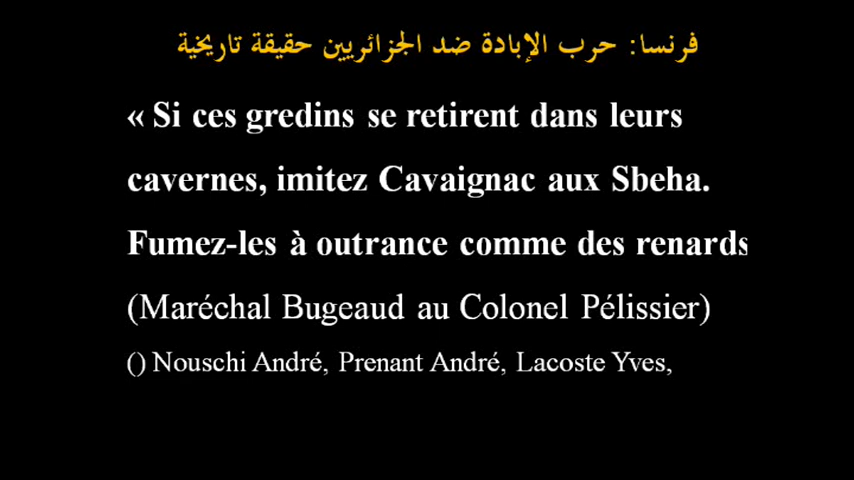 فرنسا: حرب الإبادة ضد الجزائريين حقيقة تاريخية
« Si ces gredins se retirent dans leurs
cavernes, imitez Cavaignac aux Sbeha.
Fumez-les à outrance comme des renards
(Maréchal Bugeaud au Colonel Pélissier)
() Nouschi André, Prenant André, Lacoste Yves,